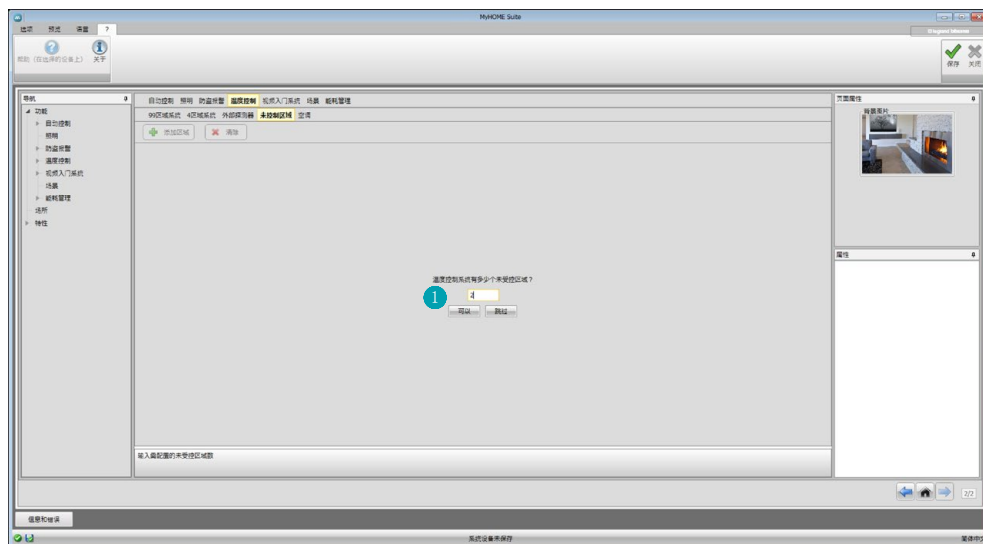 MyHOME Suite
选项 预览 语言 ?
帮助（在选择的设备上） 关于
保存 关闭
导航
功能
自动控制
照明
防盗报警
温度控制
视频入门系统
场景
能耗管理
场所
特性
自动控制 照明 防盗报警 温度控制 视频入门系统 场景 能耗管理
99区域系统 4区域系统 外部探测器 未控制区域 空调
添加区域 清除
温度控制系统有多少个未受控区域？
1
2
可以 跳过
输入需配置的未受控区域数
页面属性
背景图片
属性
2/2
信息和错误
系统设备未保存
简体中文